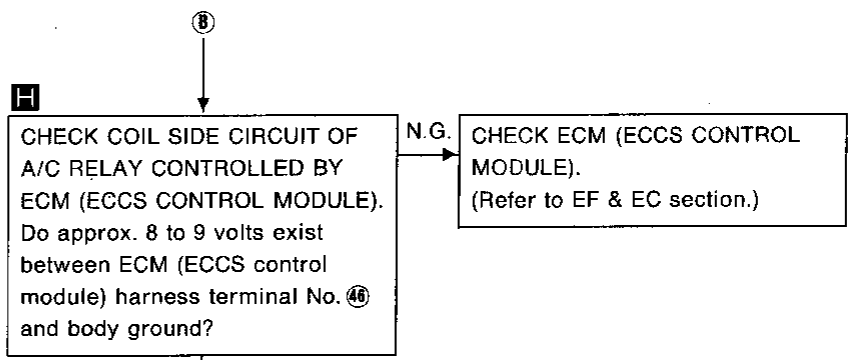 8
H
CHECK COIL SIDE CIRCUIT OF
A/C RELAY CONTROLLED BY
ECM (ECCS CONTROL MODULE).
Do approx. 8 to 9 volts exist
between ECM (ECCS control
module) harness terminal No. 46
and body ground?
N.G.
CHECK ECM (ECCS CONTROL
MODULE).
(Refer to EF & EC section.)